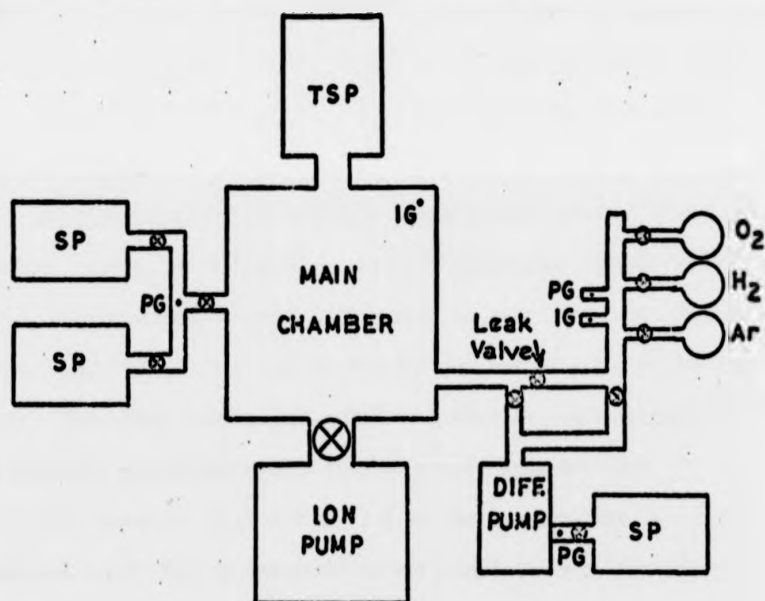 TSP
IG
SP
MAIN
CHAMBER
PG
SP
ION
PUMP
Leak
Valve
PG
IG
O2
H2
Ar
DIFF.
PUMP
PG
SP